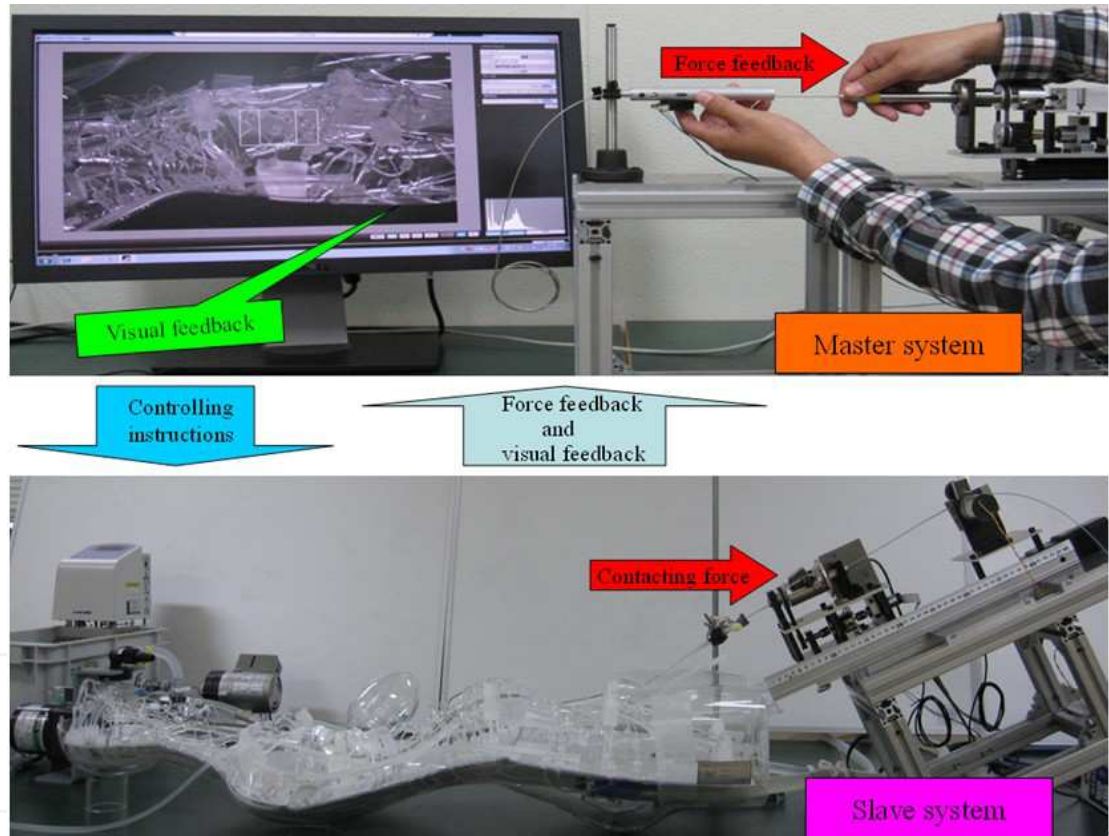 Force feedback
Visual feedback
Master system
Controlling
instructions
Force feedback
and
visual feedback
Contacting force
Slave system